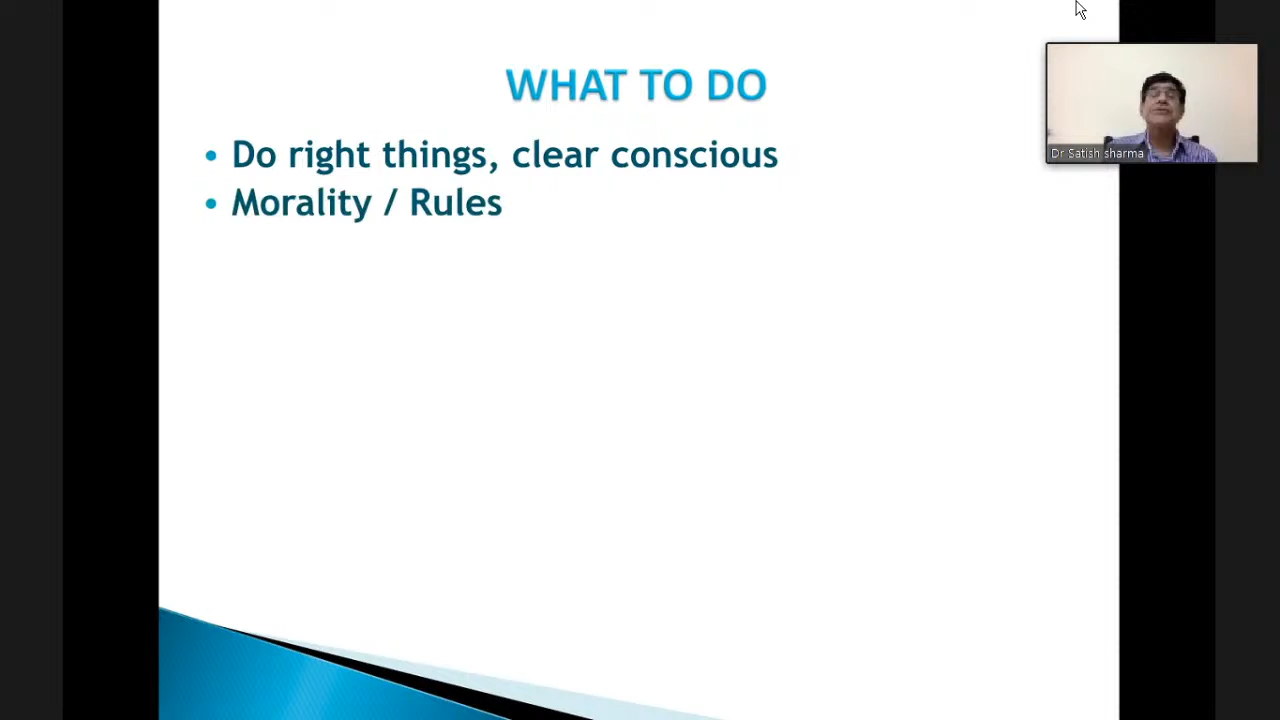 WHAT TO DO
• Do right things, clear conscious
• Morality / Rules
Dr Satish sharma